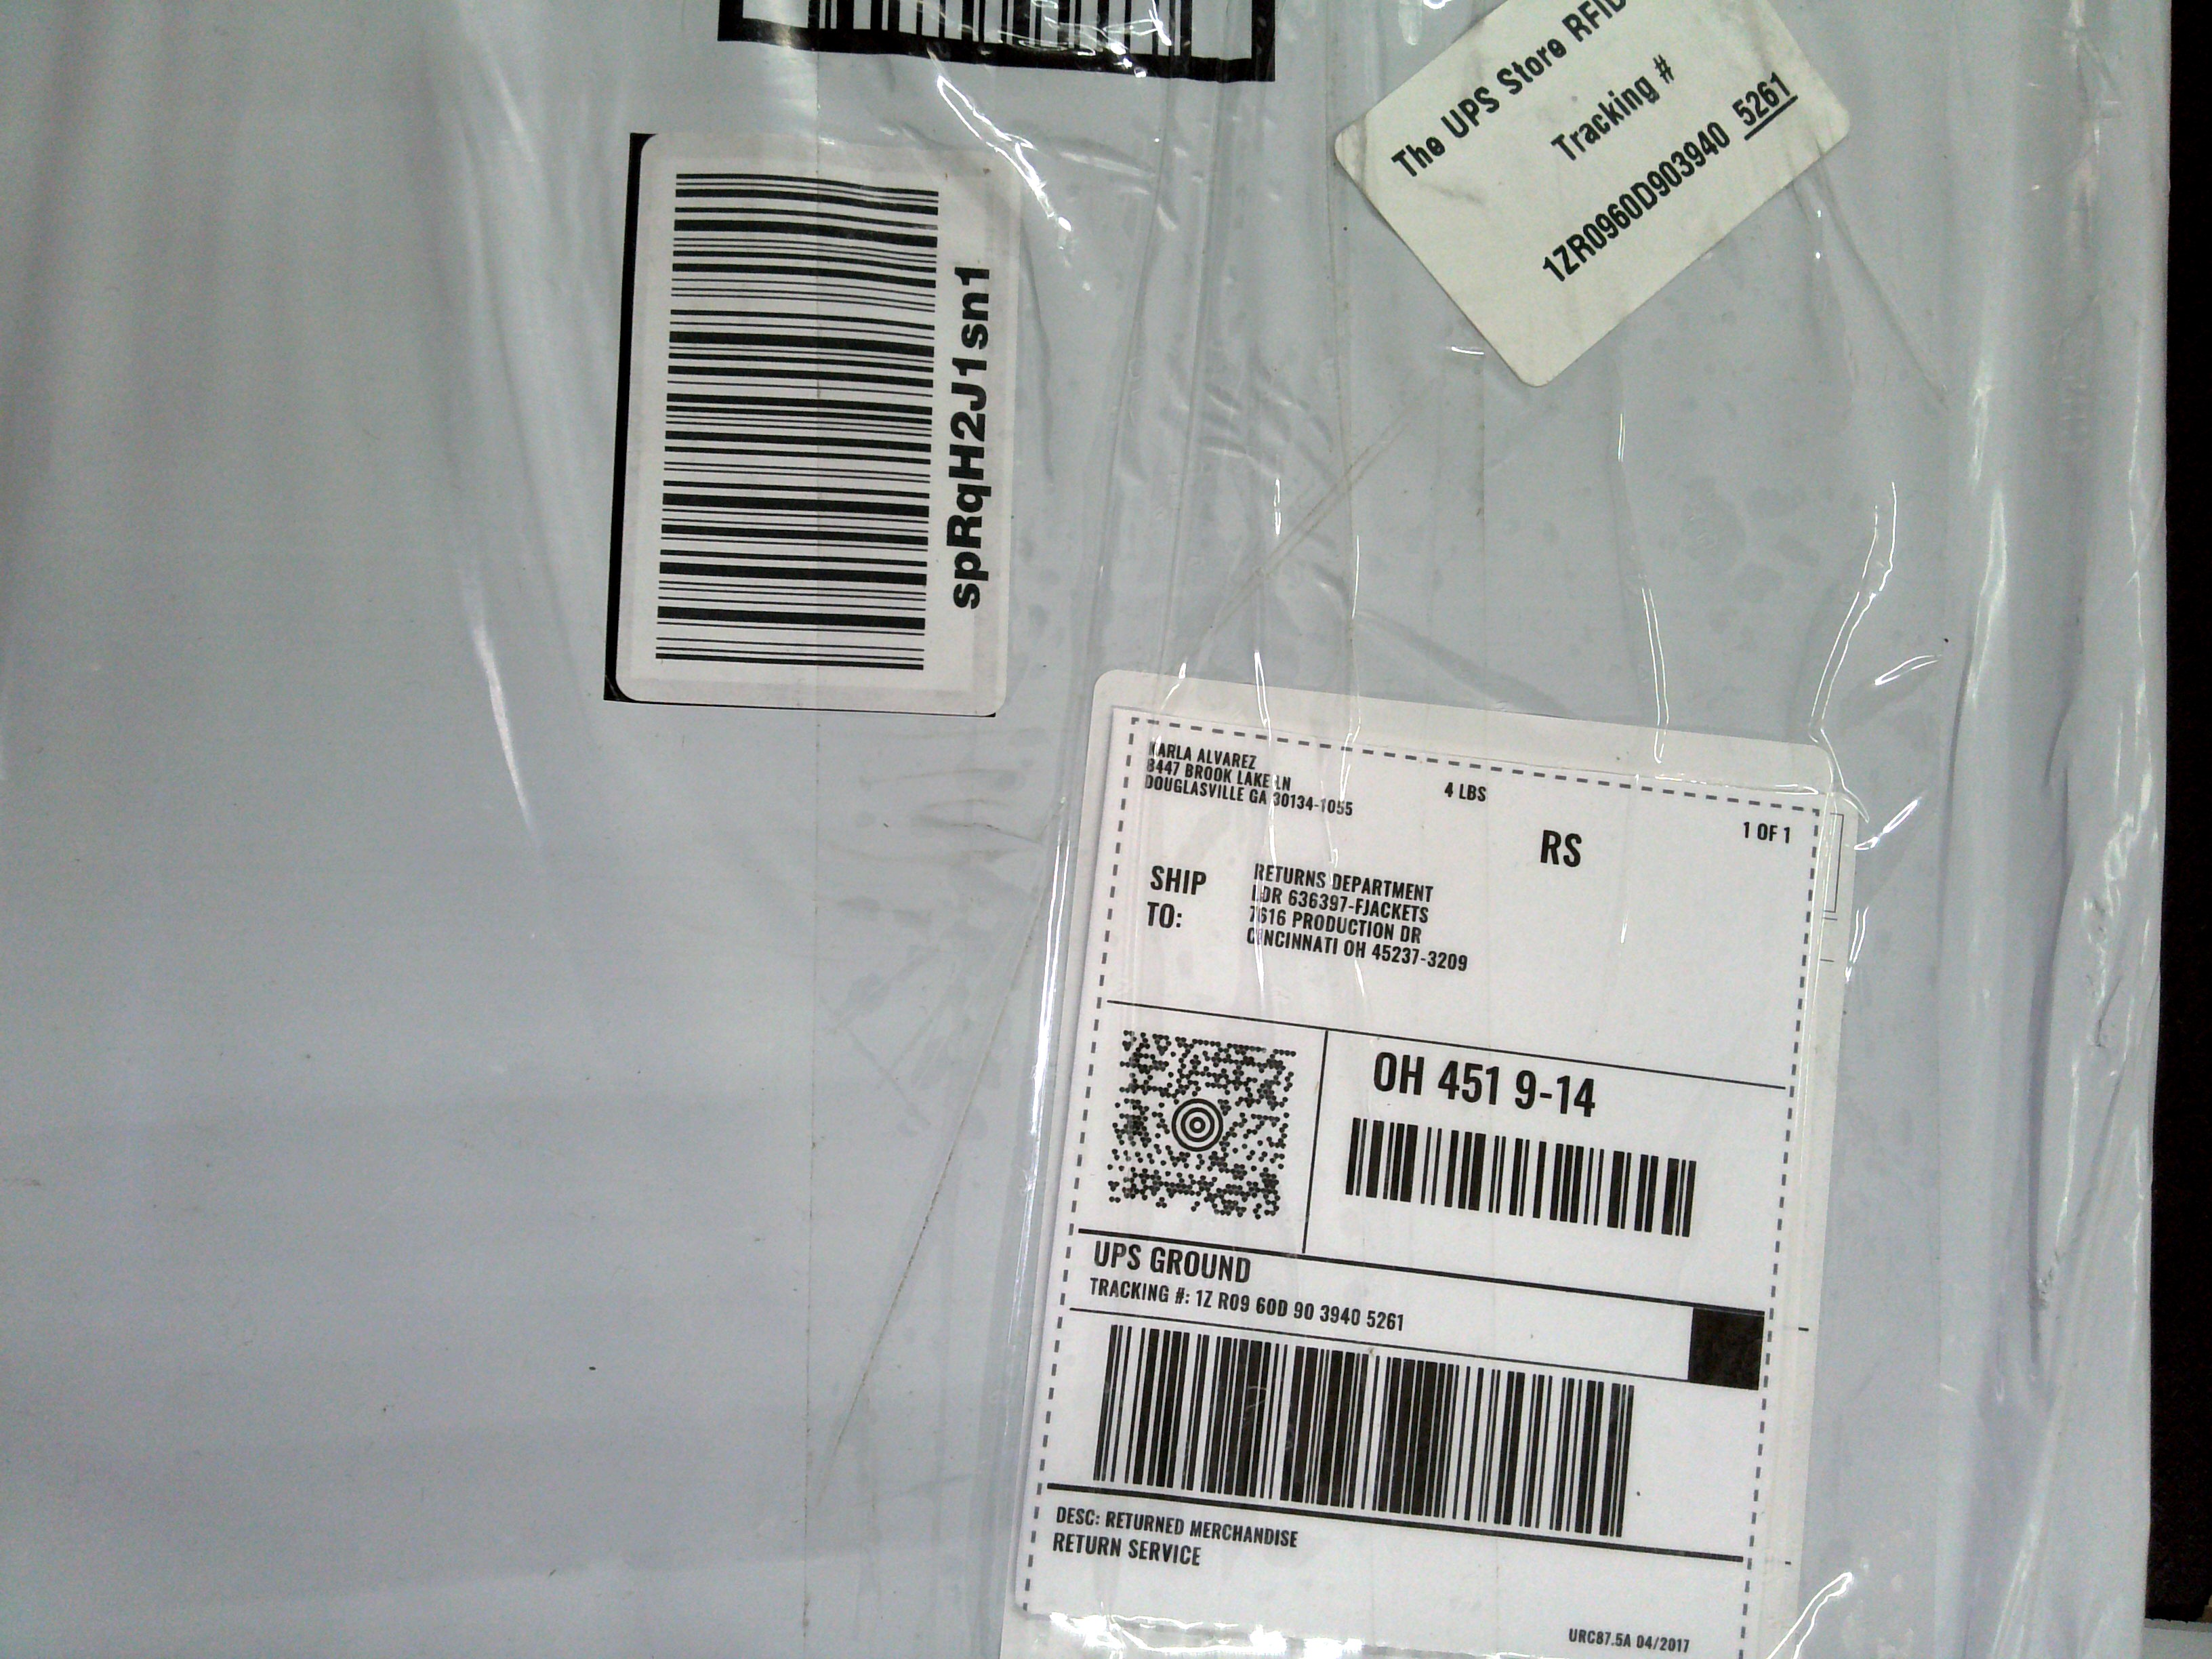 The UPS Store RFID
Tracking #
1ZR0960D903940 5261
spRqH2J1sn1
KARLA ALVAREZ
8447 BROOK LAKE LN
DOUGLASVILLE GA 30134-1055
4 LBS
1 OF 1
RS
SHIP TO:
RETURNS DEPARTMENT
LDR 636397-FJACKETS
7616 PRODUCTION DR
CINCINNATI OH 45237-3209
OH 451 9-14
UPS GROUND
TRACKING #: 1Z R09 60D 90 3940 5261
DESC: RETURNED MERCHANDISE
RETURN SERVICE
URC87.5A 04/2017